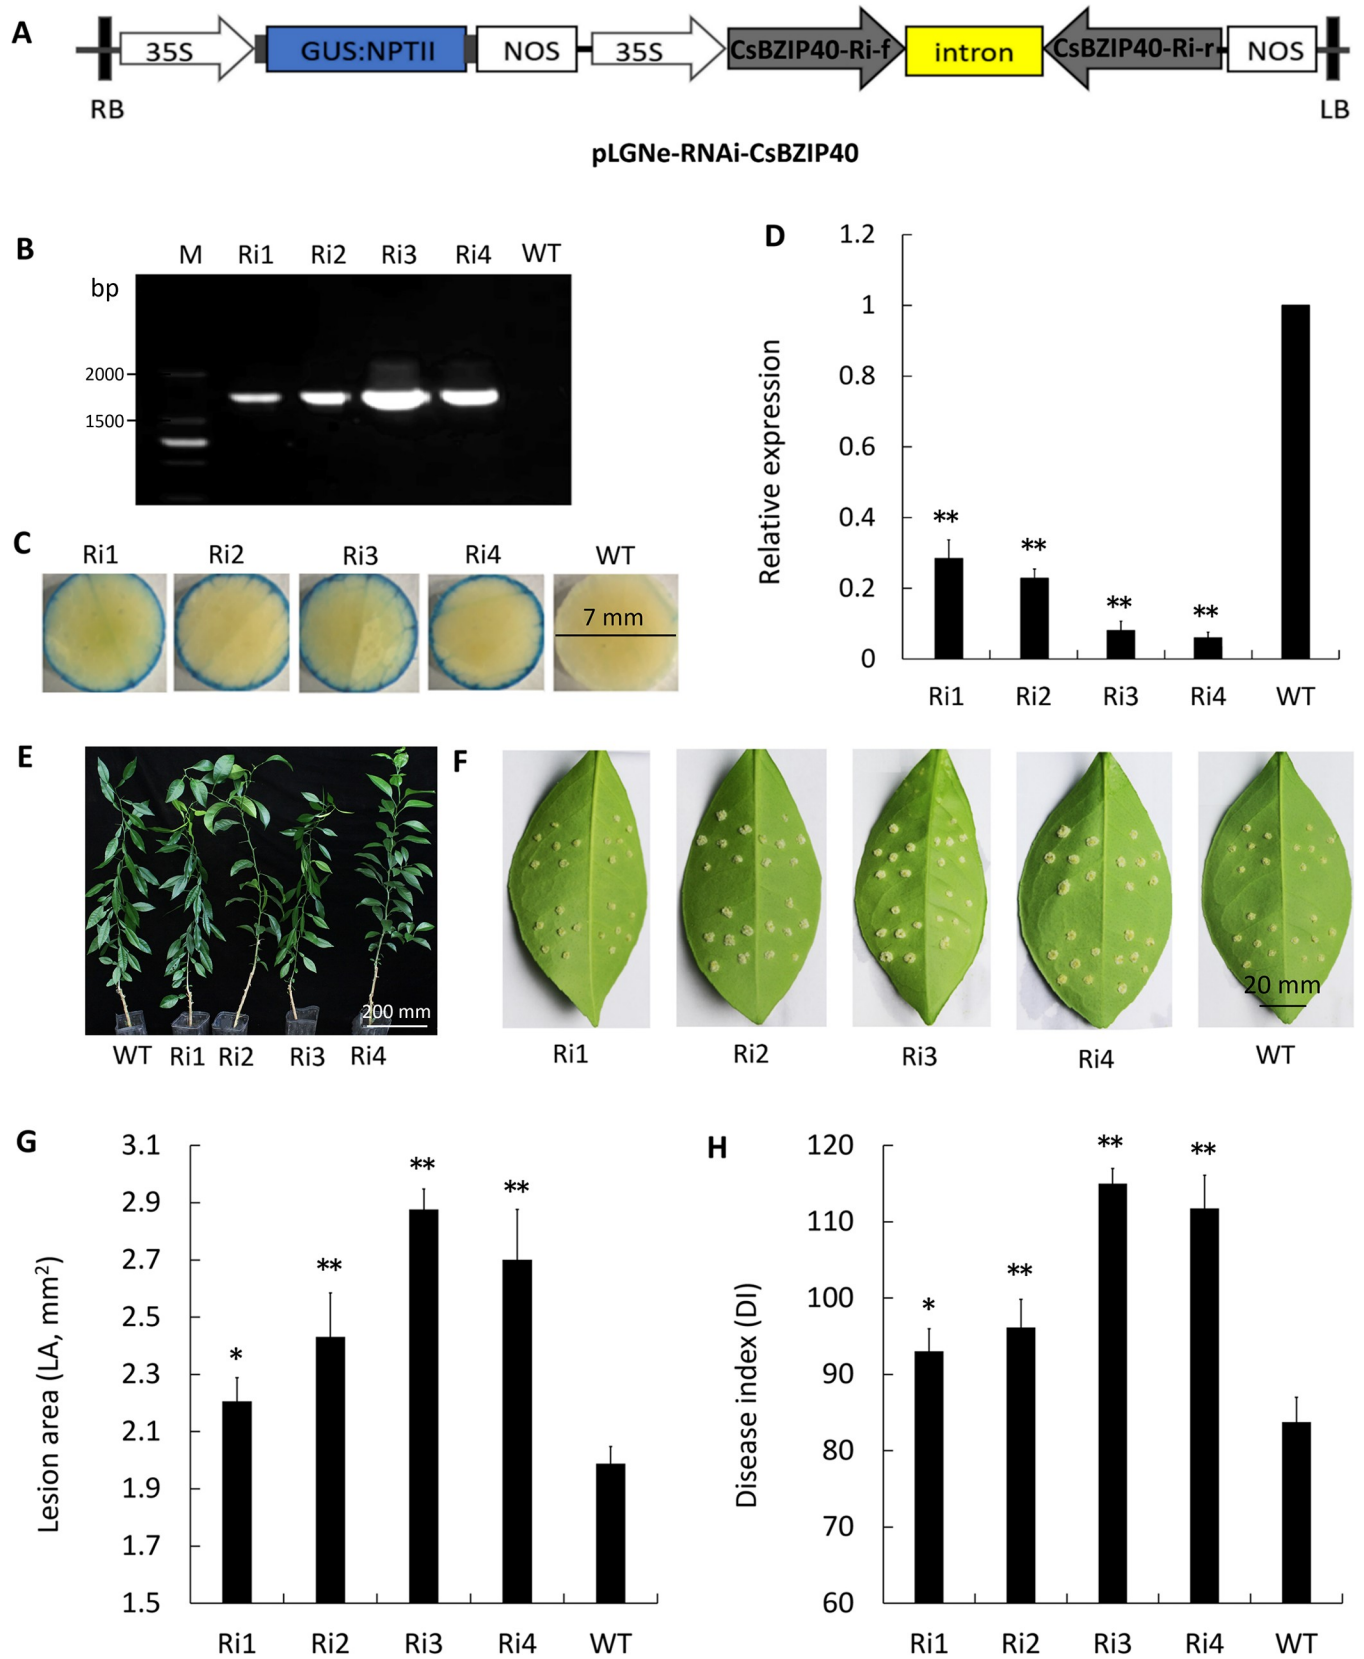 A
35S GUS:NPTII NOS 35S CsBZIP40-Ri-f intron CsBZIP40-Ri-r NOS
RB LB
pLGNe-RNAi-CsBZIP40
B
M Ri1 Ri2 Ri3 Ri4 WT
bp
2000
1500
C
Ri1 Ri2 Ri3 Ri4 WT
7 mm
D
Relative expression
1.2
1
0.8
0.6
0.4
0.2
0
** ** ** **
Ri1 Ri2 Ri3 Ri4 WT
E
200 mm
WT Ri1 Ri2 Ri3 Ri4
F
20 mm
Ri1 Ri2 Ri3 Ri4 WT
G
Lesion area (LA, mm²)
3.1
2.9
2.7
2.5
2.3
2.1
1.9
1.7
1.5
* ** ** **
Ri1 Ri2 Ri3 Ri4 WT
H
Disease index (DI)
120
110
100
90
80
70
60
* ** ** **
Ri1 Ri2 Ri3 Ri4 WT